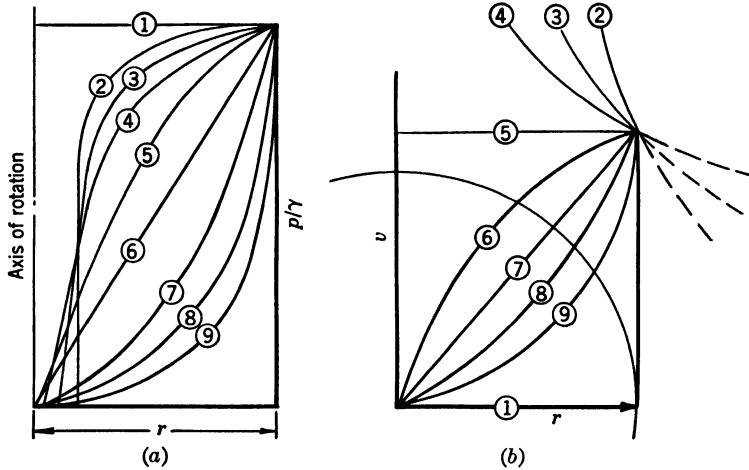 ①
②
③
④
⑤
⑥
⑦
⑧
⑨
Axis of rotation
p/γ
r
(a)
④
③
②
⑤
v
⑥
⑦
⑧
⑨
①
r
(b)